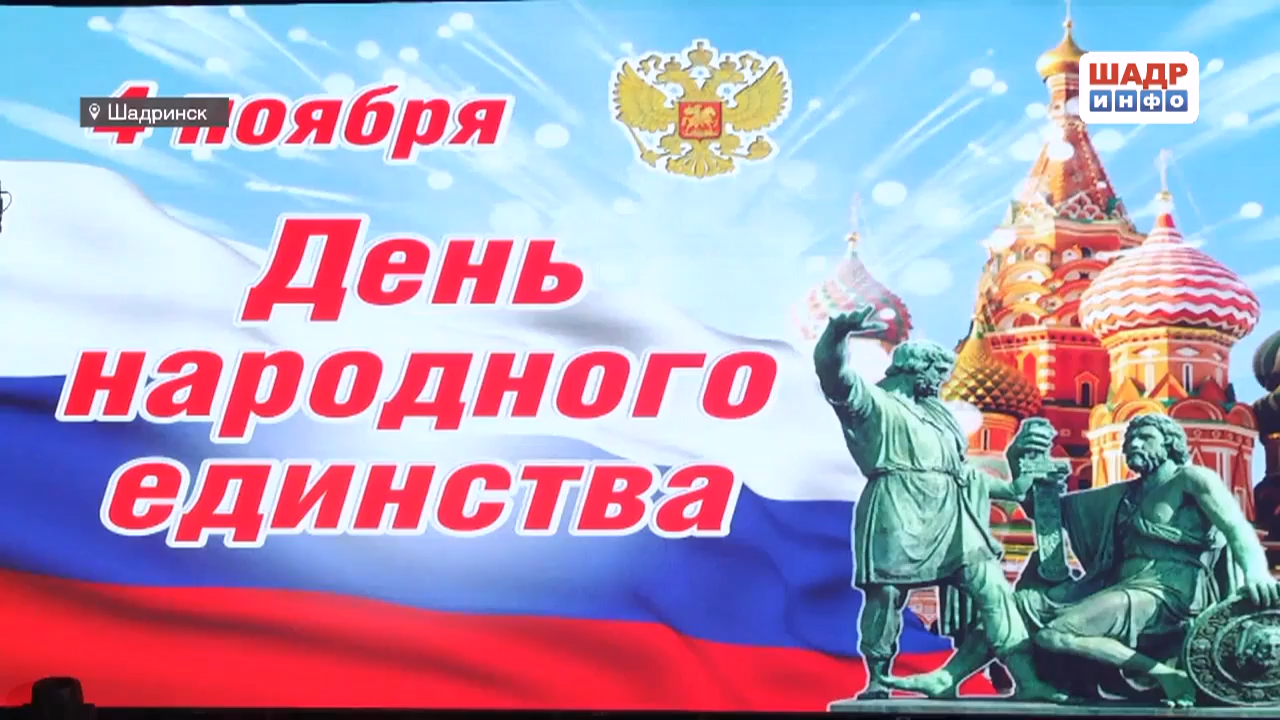 4 ноября
Шадринск
ШАДР
ИНФО
День
народного
единства